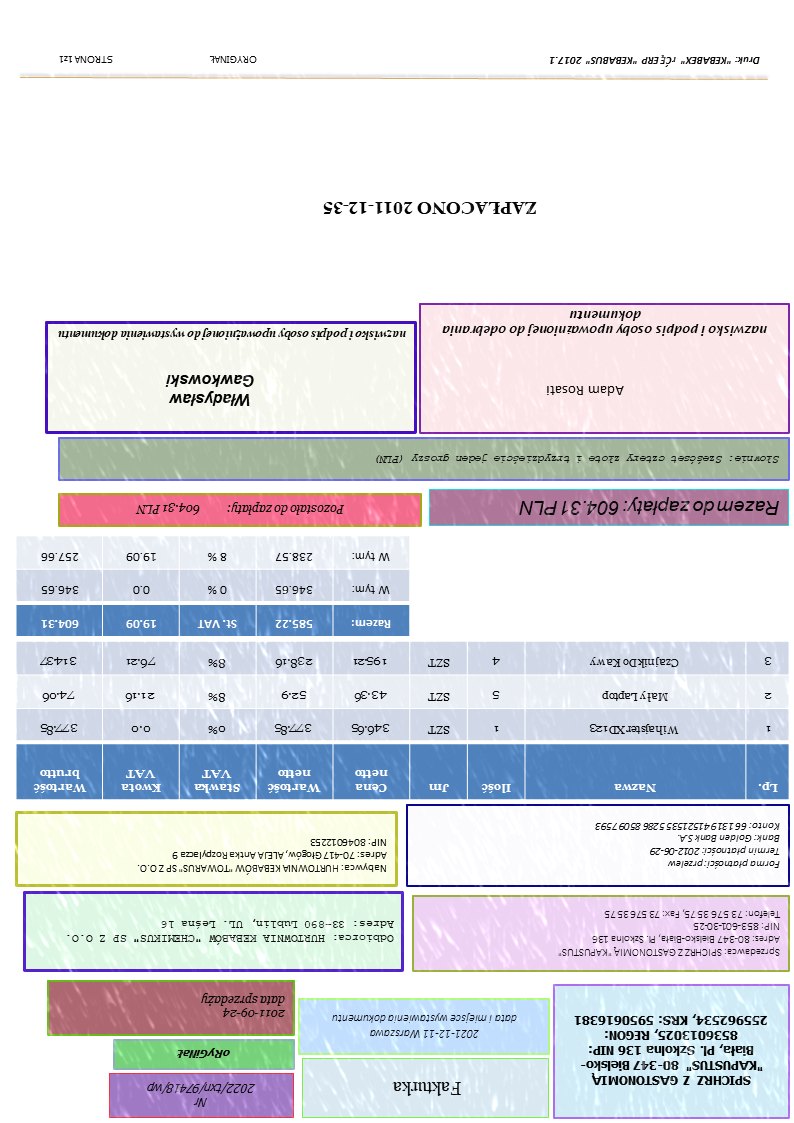 SPICHRZ Z GASTONOMIĄ
"KAPUSTUS" 80-347 Bielsko-
Biała, Pl. Szkolna 136 NIP:
8536013025, REGON:
255962534, KRS: 5950616381
Fakturka
2021-12-11 Warszawa
data i miejsce wystawienia dokumentu
Nr
2022/txn/97418/wp
oRyGiNał
2011-09-24
data sprzedaży
Sprzedawca: SPICHRZ Z GASTONOMIĄ "KAPUSTUS"
Adres: 80-347 Bielsko-Biała, Pl. Szkolna 136
NIP: 853-601-30-25
Telefon: 73 576 35 75, Fax: 73 576 35 75
Odbiorca: HURTOWNIA KEBABÓW "CHEMIKUS" SP Z O.O.
Adres: 33-890 Lublin, UL. Leśna 16
Forma płatności: przelew
Termin płatności: 2012-06-29
Bank: Golden Bank S.A.
Konto: 66 1319 4152 1535 5286 8509 7593
Nabywca: HURTOWNIA KEBABÓW "TOWARUS" SP Z O.O.
Adres: 70-417 Głogów, ALEJA Antka Rozpylacza 9
NIP: 8046012253
Lp. Nazwa Ilość Jm Cena netto Wartość netto Stawka VAT Kwota VAT Wartość brutto
1 Wihajster XD123 1 SZT 346.65 377.85 0% 0.0 377.85
2 Mały Laptop 5 SZT 43.36 52.9 8% 21.16 74.06
3 Czajnik Do Kawy 4 SZT 195.21 238.16 8% 76.21 314.37
Razem: 585.22 St. VAT 19.09 604.31
W tym: 346.65 0 % 0.0 346.65
W tym: 238.57 8 % 19.09 257.66
Razem do zapłaty: 604.31 PLN
Pozostało do zapłaty: 604.31 PLN
Słownie: Sześćset cztery złote i trzydzieście jeden groszy (PLN)
Adam Rosati
nazwisko i podpis osoby upoważnionej do odebrania
dokumentu
Władysław
Gawkowski
nazwisko i podpis osoby upoważnionej do wystawienia dokumentu
ZAPŁACONO 2011-12-35
Druk: "KEBABEX" rĆĘ ERP "KEBABUS" 2017.1 ORYGINAŁ STRONA 1z1